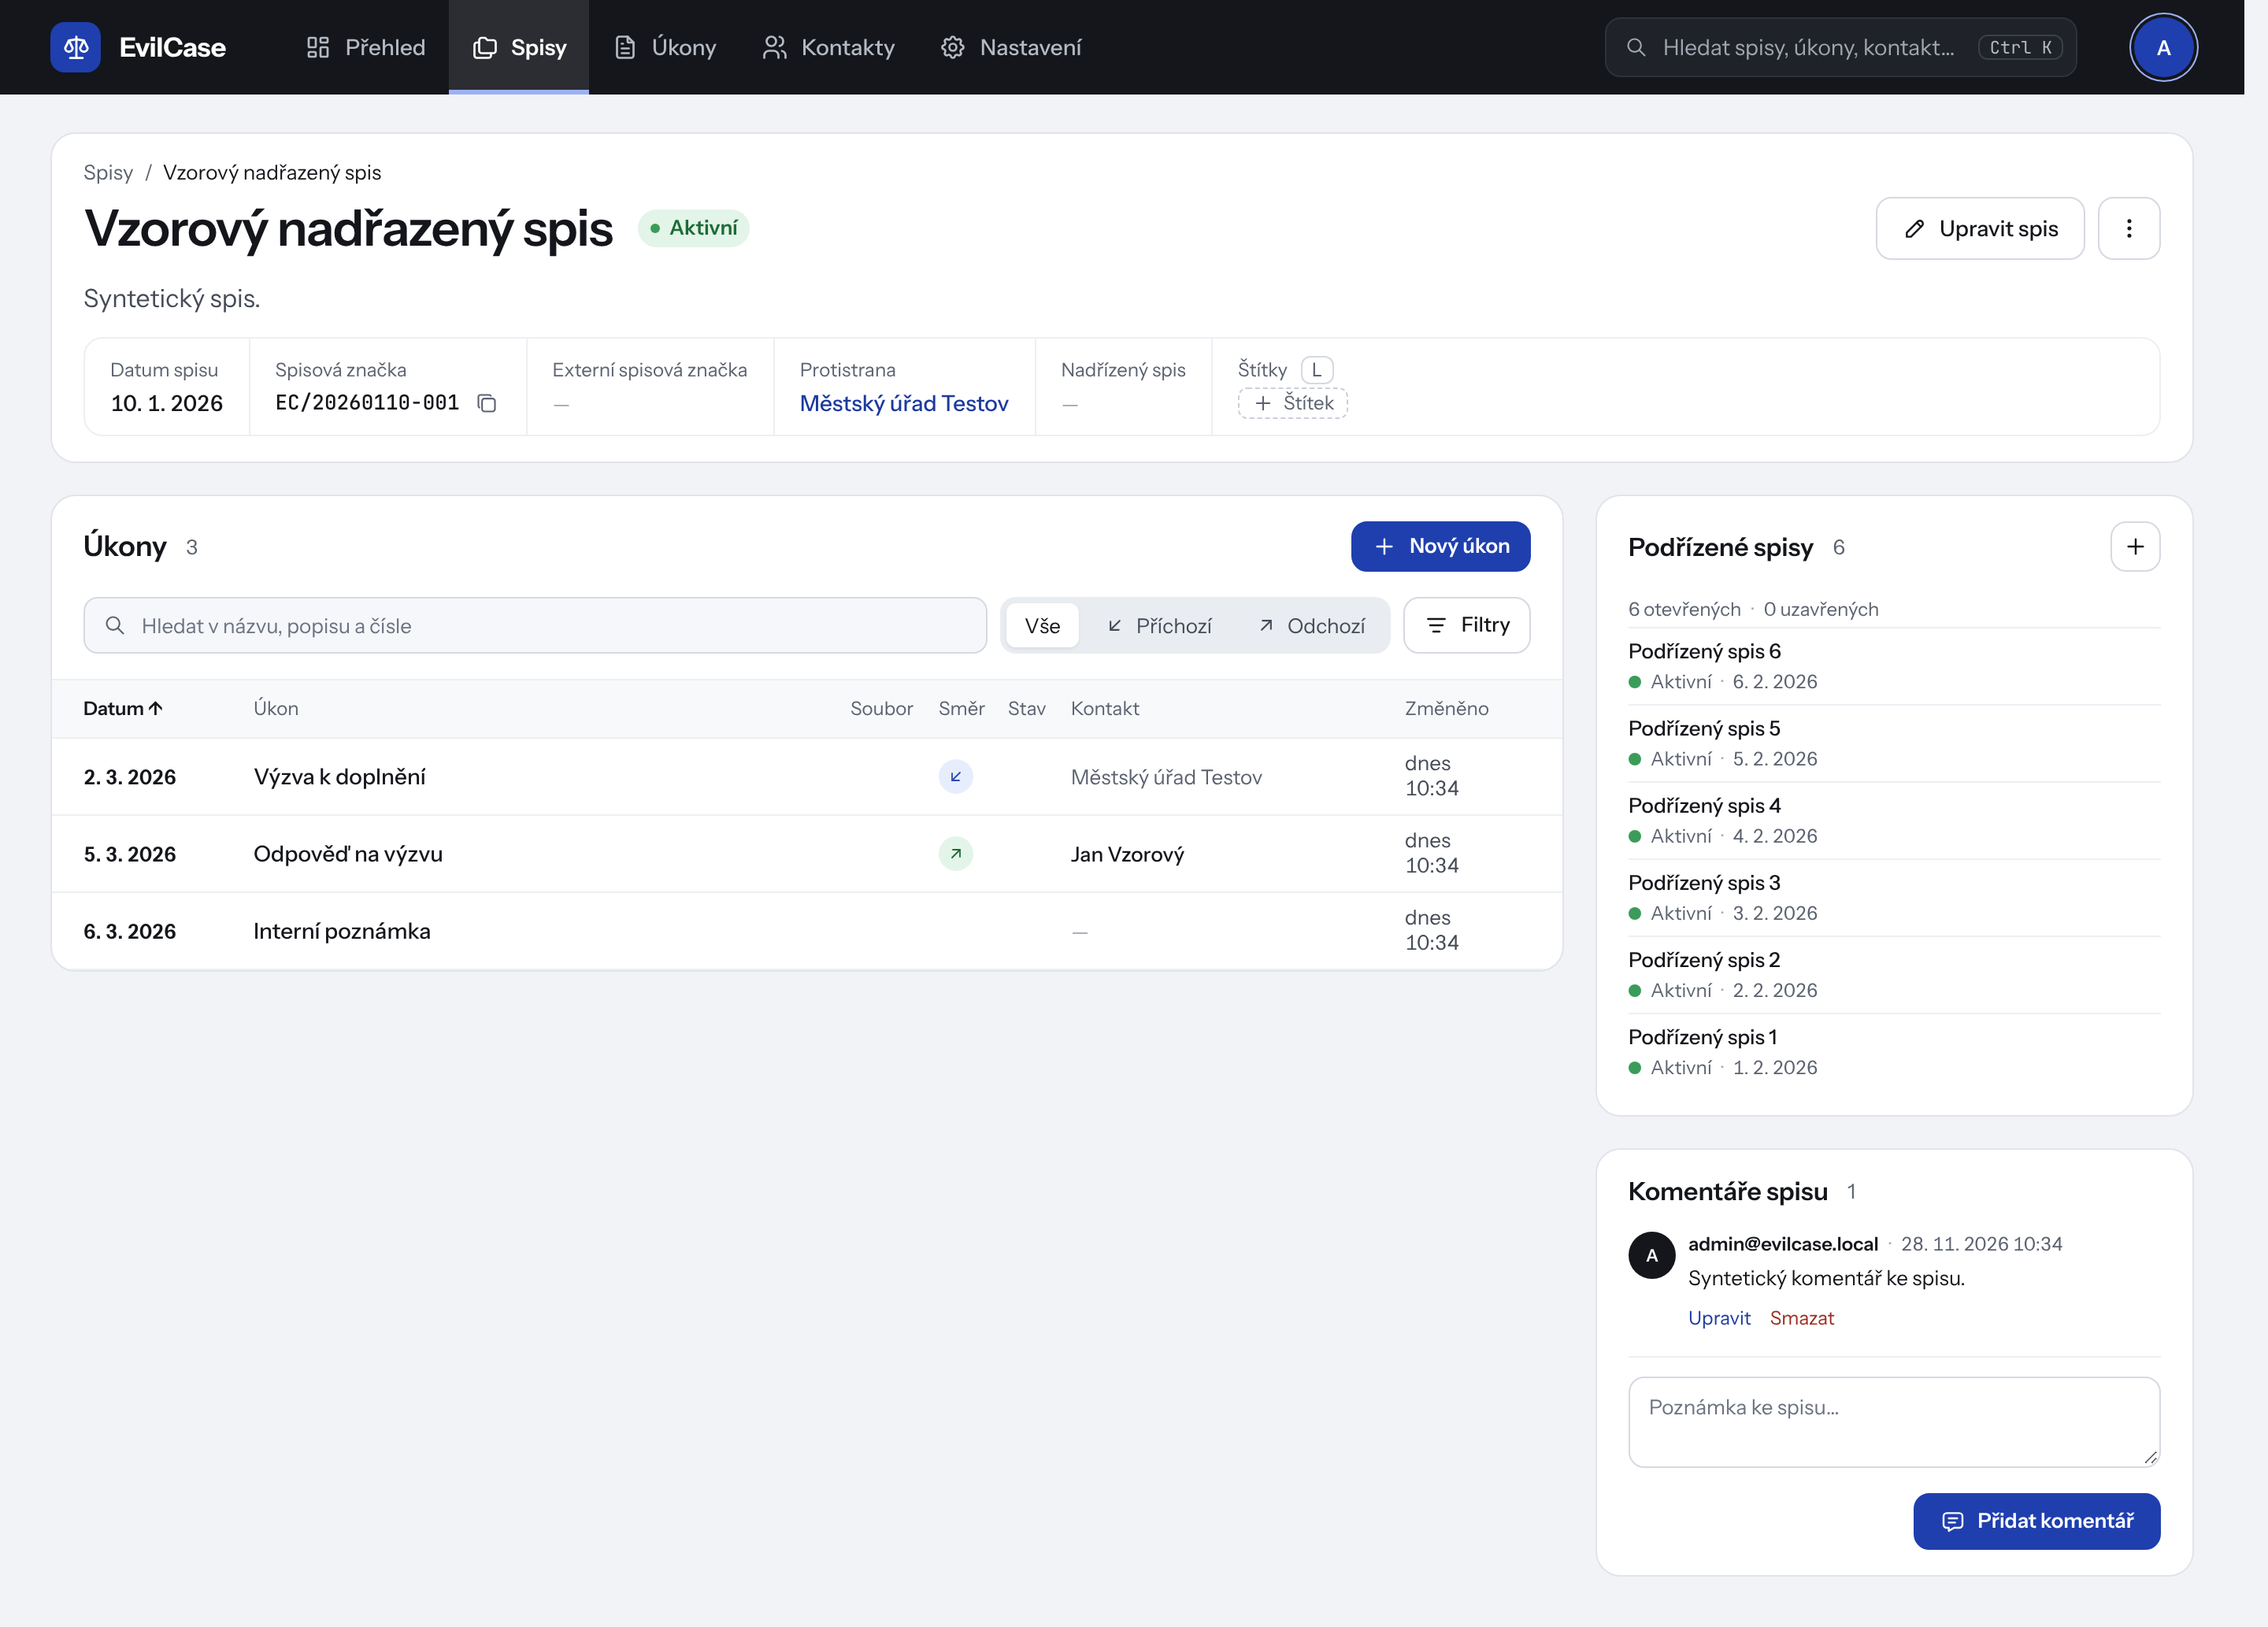 EvilCase
Přehled
Spisy
Úkony
Kontakty
Nastavení
Hledat spisy, úkony, kontakt…
Ctrl K
A
Spisy / Vzorový nadřazený spis
Vzorový nadřazený spis
Aktivní
Upravit spis
Syntetický spis.
Datum spisu
10. 1. 2026
Spisová značka
EC/20260110-001
Externí spisová značka
—
Protistrana
Městský úřad Testov
Nadřízený spis
—
Štítky L
+ Štítek
Úkony 3
+ Nový úkon
Hledat v názvu, popisu a čísle
Vše
Příchozí
Odchozí
Filtry
Datum ↑ Úkon Soubor Směr Stav Kontakt Změněno
2. 3. 2026 Výzva k doplnění Městský úřad Testov dnes
10:34
5. 3. 2026 Odpověď na výzvu Jan Vzorový dnes
10:34
6. 3. 2026 Interní poznámka — dnes
10:34
Podřízené spisy 6
+
6 otevřených · 0 uzavřených
Podřízený spis 6
Aktivní · 6. 2. 2026
Podřízený spis 5
Aktivní · 5. 2. 2026
Podřízený spis 4
Aktivní · 4. 2. 2026
Podřízený spis 3
Aktivní · 3. 2. 2026
Podřízený spis 2
Aktivní · 2. 2. 2026
Podřízený spis 1
Aktivní · 1. 2. 2026
Komentáře spisu 1
A
admin@evilcase.local · 28. 11. 2026 10:34
Syntetický komentář ke spisu.
Upravit Smazat
Poznámka ke spisu…
Přidat komentář